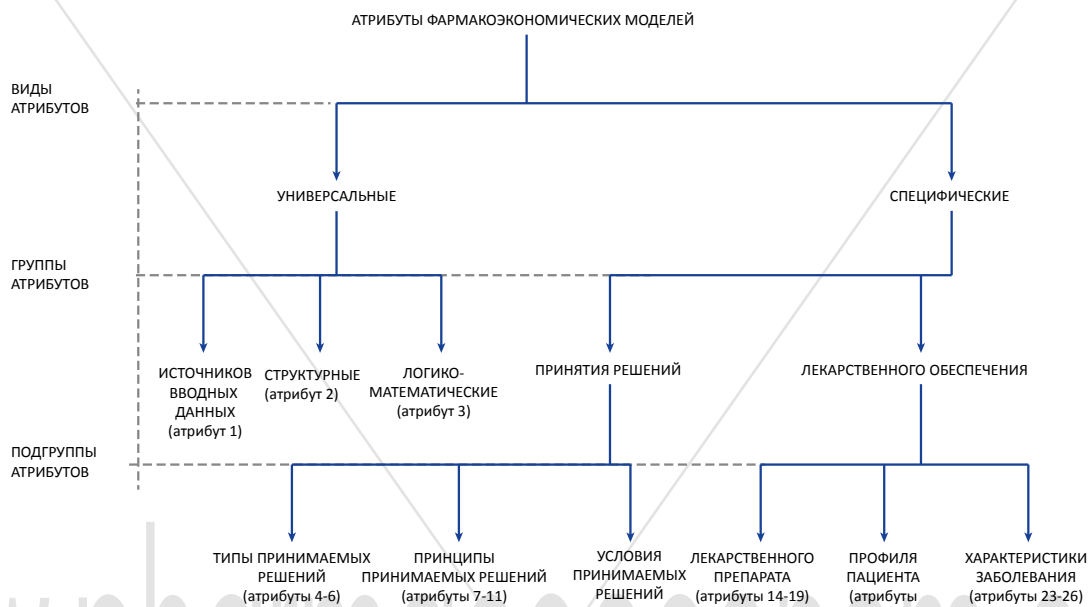 АТРИБУТЫ ФАРМАКОЭКОНОМИЧЕСКИХ МОДЕЛЕЙ
ВИДЫ
АТРИБУТОВ
УНИВЕРСАЛЬНЫЕ
СПЕЦИФИЧЕСКИЕ
ГРУППЫ
АТРИБУТОВ
ИСТОЧНИКОВ
ВВОДНЫХ
ДАННЫХ
(атрибут 1)
СТРУКТУРНЫЕ
(атрибут 2)
ЛОГИКО-
МАТЕМАТИЧЕСКИЕ
(атрибут 3)
ПРИНЯТИЯ РЕШЕНИЙ
ЛЕКАРСТВЕННОГО ОБЕСПЕЧЕНИЯ
ПОДГРУППЫ
АТРИБУТОВ
ТИПЫ ПРИНИМАЕМЫХ
РЕШЕНИЙ
(атрибуты 4-6)
ПРИНЦИПЫ
ПРИНИМАЕМЫХ РЕШЕНИЙ
(атрибуты 7-11)
УСЛОВИЯ
ПРИНИМАЕМЫХ
РЕШЕНИЙ
ЛЕКАРСТВЕННОГО
ПРЕПАРАТА
(атрибуты 14-19)
ПРОФИЛЯ
ПАЦИЕНТА
(атрибуты
ХАРАКТЕРИСТИКИ
ЗАБОЛЕВАНИЯ
(атрибуты 23-26)